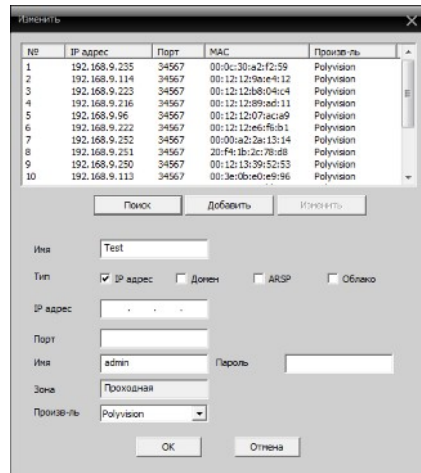 Изменить
№ IP адрес Порт MAC Произв-ль
1 192.168.9.235 34567 00:0c:30:a2:f2:59 Polyvision
2 192.168.9.114 34567 00:12:12:9a:e4:12 Polyvision
3 192.168.9.223 34567 00:12:12:b8:04:c4 Polyvision
4 192.168.9.216 34567 00:12:12:89:ad:11 Polyvision
5 192.168.9.96 34567 00:12:12:07:ac:a9 Polyvision
6 192.168.9.222 34567 00:12:12:e6:f6:b1 Polyvision
7 192.168.9.252 34567 00:00:a2:2a:13:14 Polyvision
8 192.168.9.251 34567 20:f4:1b:2c:78:d8 Polyvision
9 192.168.9.250 34567 00:12:13:39:52:53 Polyvision
10 192.168.9.113 34567 00:3e:0b:e0:e9:96 Polyvision
Поиск Добавить Изменить
Имя Test
Тип IP адрес Домен ARSP Облако
IP адрес . . .
Порт
Имя admin Пароль
Зона Проходная
Произв-ль Polyvision
OK Отмена